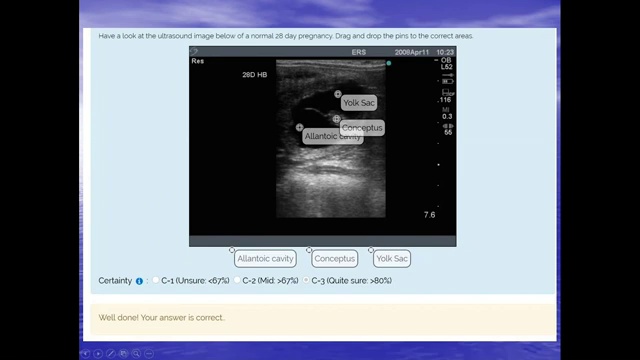 Have a look at the ultrasound image below of a normal 28 day pregnancy. Drag and drop the pins to the correct areas.
ERS 2008Apr11 10:23
Res
OB
L52
28D HB
.116
MI
0.3
55
Yolk Sac
Conceptus
Allantoic cavity
7.6
Allantoic cavity Conceptus Yolk Sac
Certainty : C-1 (Unsure: <67%) C-2 (Mid: >67%) C-3 (Quite sure: >80%)
Well done! Your answer is correct.